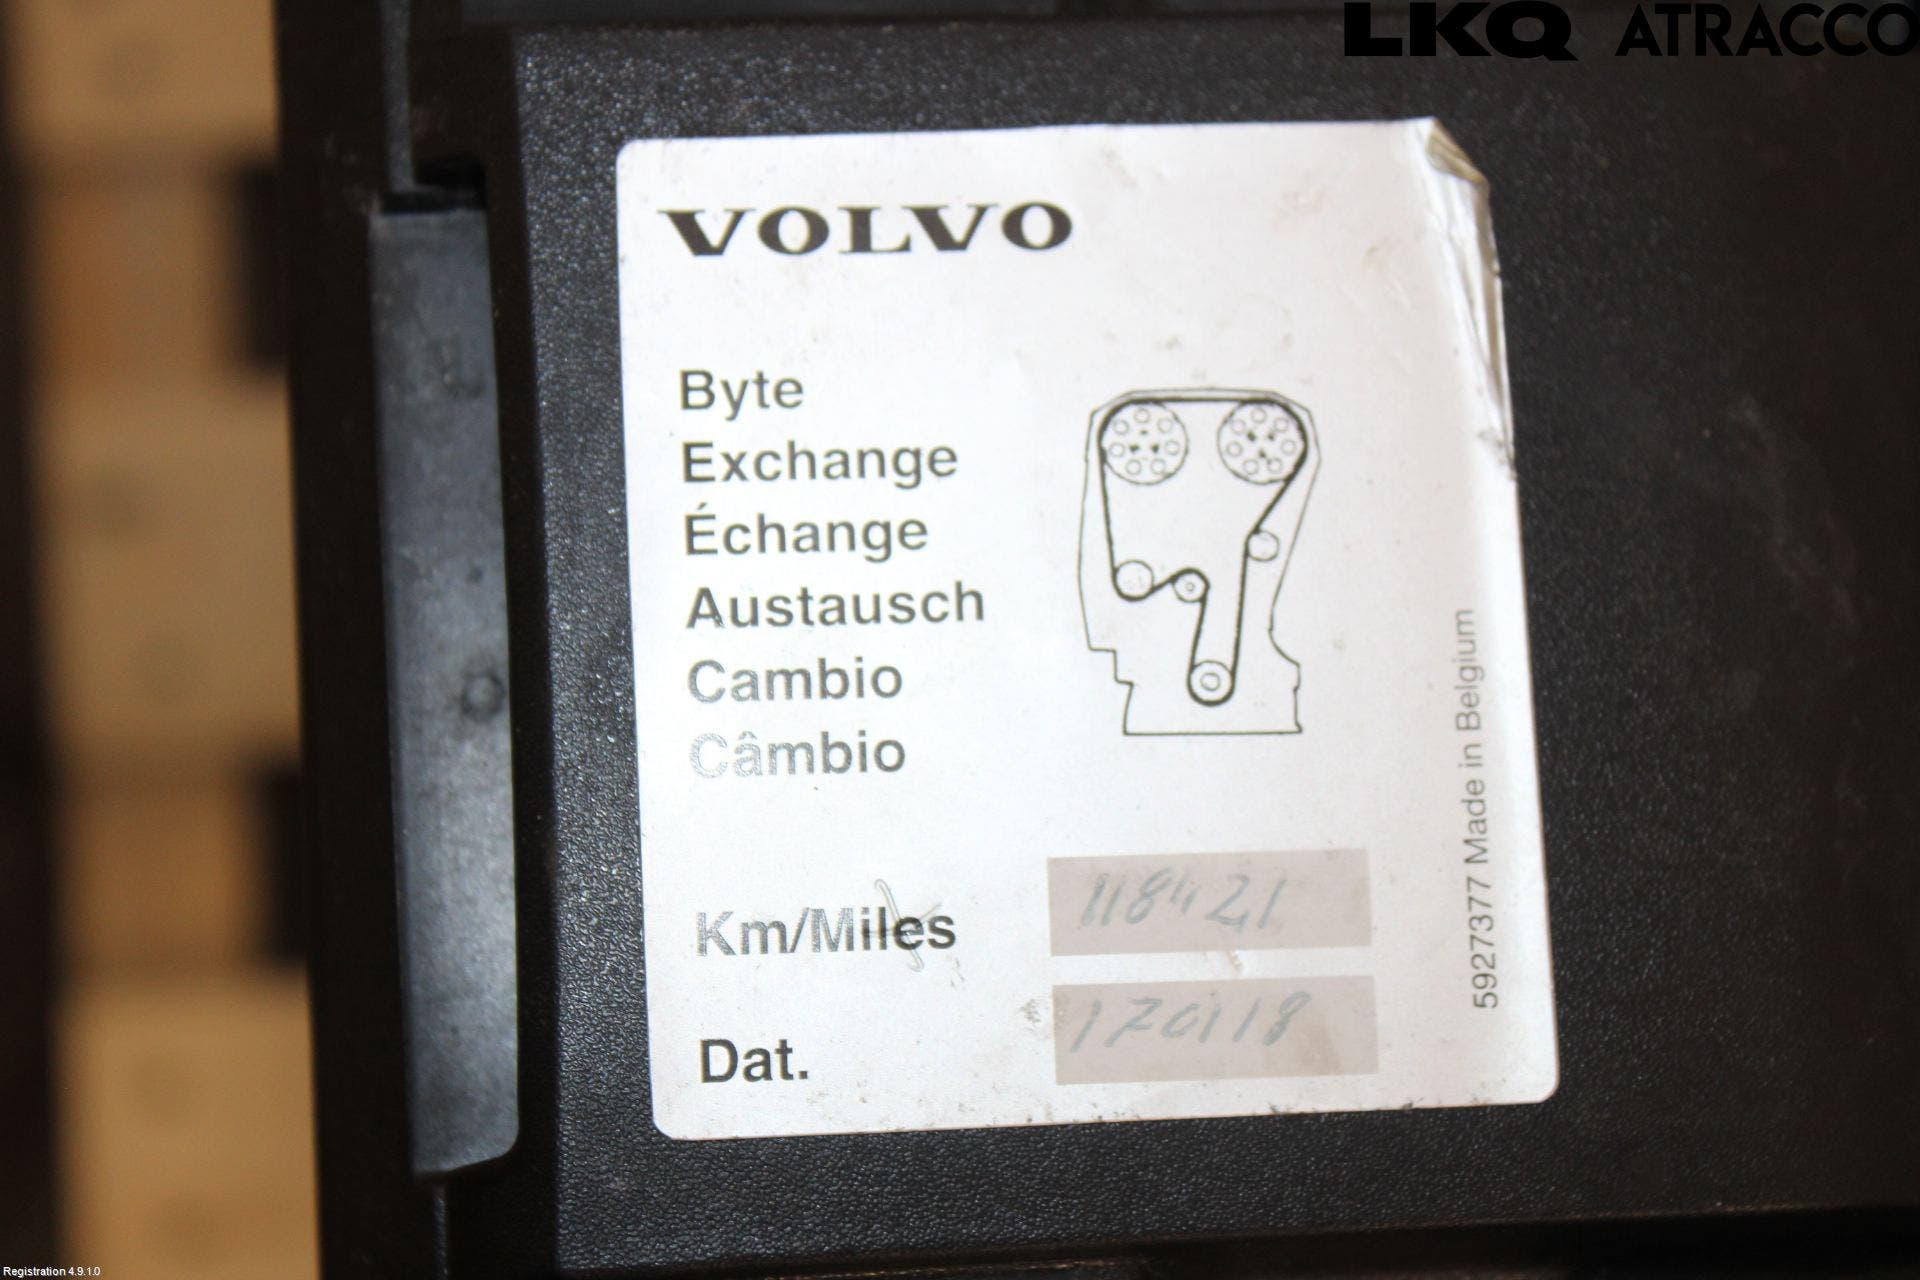 LKQ ATRACCO
VOLVO
Byte
Exchange
Échange
Austausch
Cambio
Câmbio
Km/Miles 118421
Dat. 170118
5927377 Made in Belgium
Registration 4.9.1.0